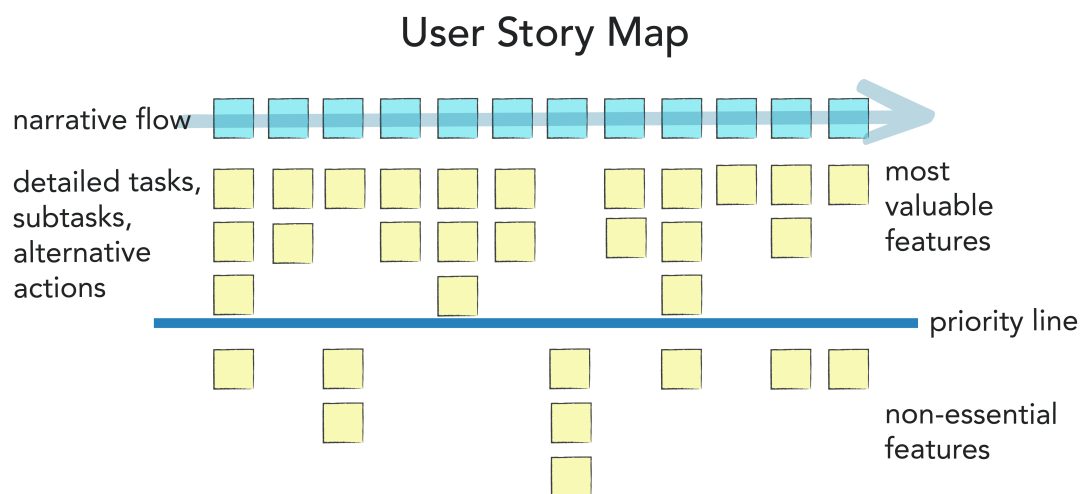 User Story Map
narrative flow
detailed tasks,
subtasks,
alternative
actions
most
valuable
features
priority line
non-essential
features